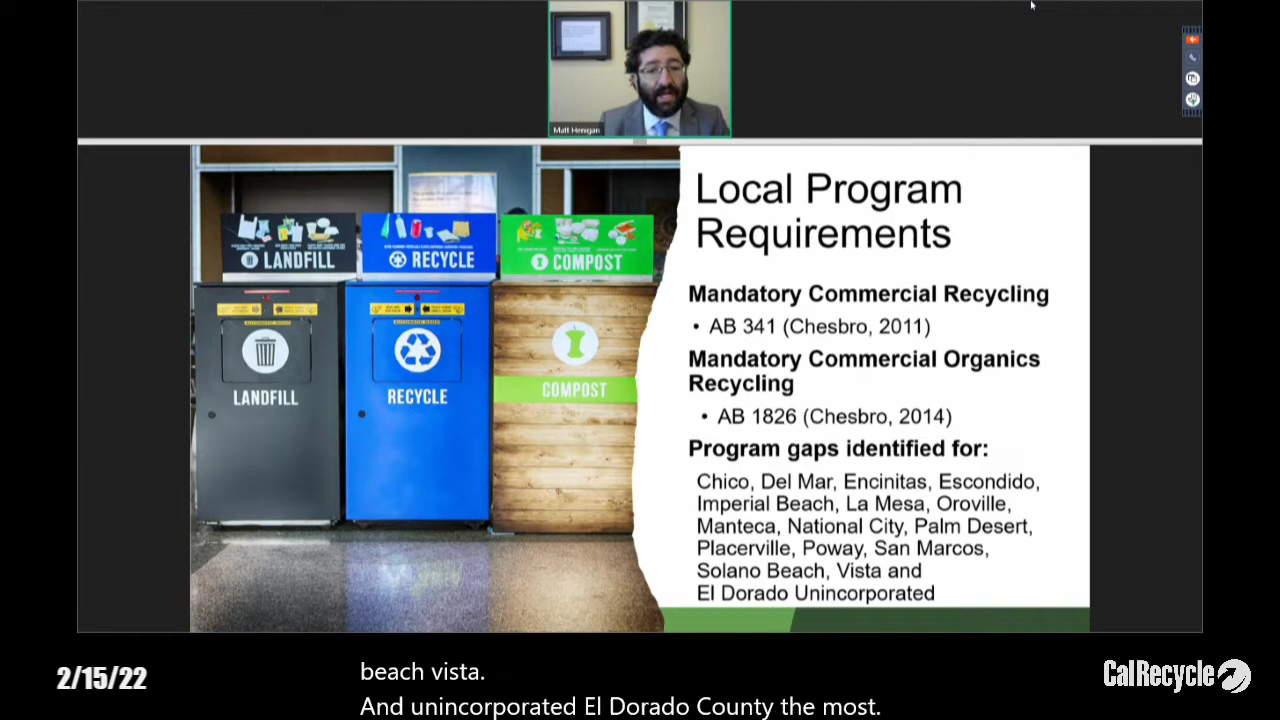 Matt Henigan
LANDFILL
RECYCLE
COMPOST
LANDFILL
RECYCLE
COMPOST
Local Program
Requirements
Mandatory Commercial Recycling
• AB 341 (Chesbro, 2011)
Mandatory Commercial Organics
Recycling
• AB 1826 (Chesbro, 2014)
Program gaps identified for:
Chico, Del Mar, Encinitas, Escondido,
Imperial Beach, La Mesa, Oroville,
Manteca, National City, Palm Desert,
Placerville, Poway, San Marcos,
Solano Beach, Vista and
El Dorado Unincorporated
2/15/22
beach vista.
And unincorporated El Dorado County the most.
CalRecycle